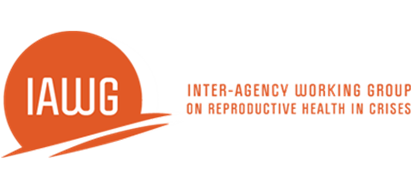 IAWG
INTER-AGENCY WORKING GROUP
ON REPRODUCTIVE HEALTH IN CRISES